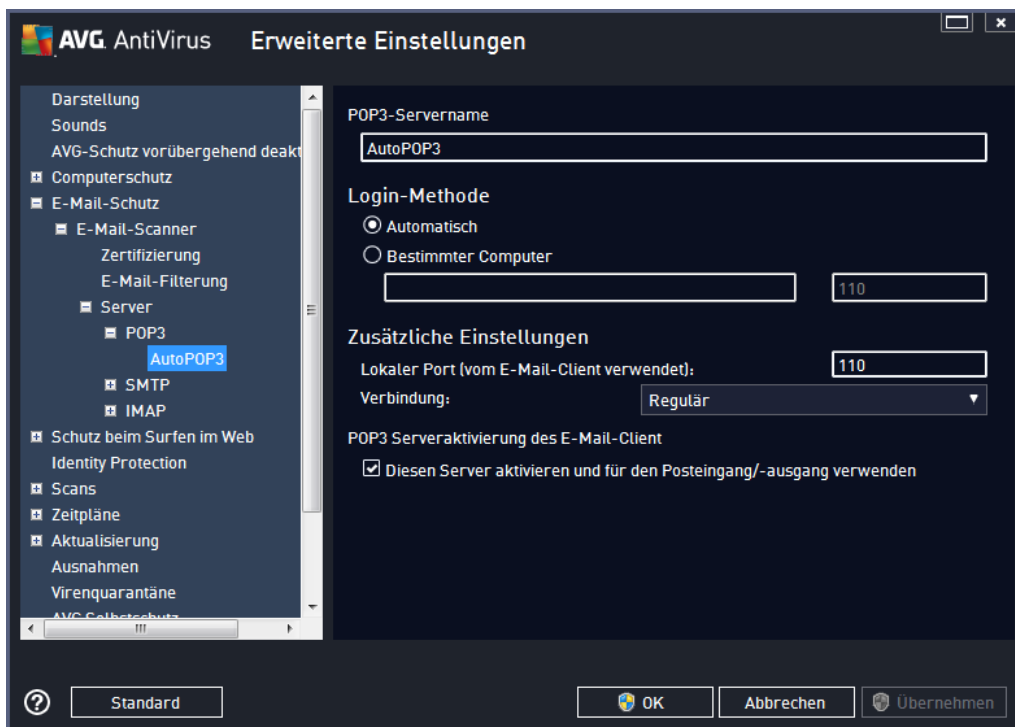 AVG. AntiVirus
Erweiterte Einstellungen
Darstellung
Sounds
AVG-Schutz vorübergehend deakt
Computerschutz
E-Mail-Schutz
E-Mail-Scanner
Zertifizierung
E-Mail-Filterung
Server
POP3
AutoPOP3
SMTP
IMAP
Schutz beim Surfen im Web
Identity Protection
Scans
Zeitpläne
Aktualisierung
Ausnahmen
Virenquarantäne
AVG Selbstschutz
POP3-Servername
AutoPOP3
Login-Methode
Automatisch
Bestimmter Computer
110
Zusätzliche Einstellungen
Lokaler Port (vom E-Mail-Client verwendet): 110
Verbindung: Regulär
POP3 Serveraktivierung des E-Mail-Client
Diesen Server aktivieren und für den Posteingang/-ausgang verwenden
Standard
OK
Abbrechen
Übernehmen